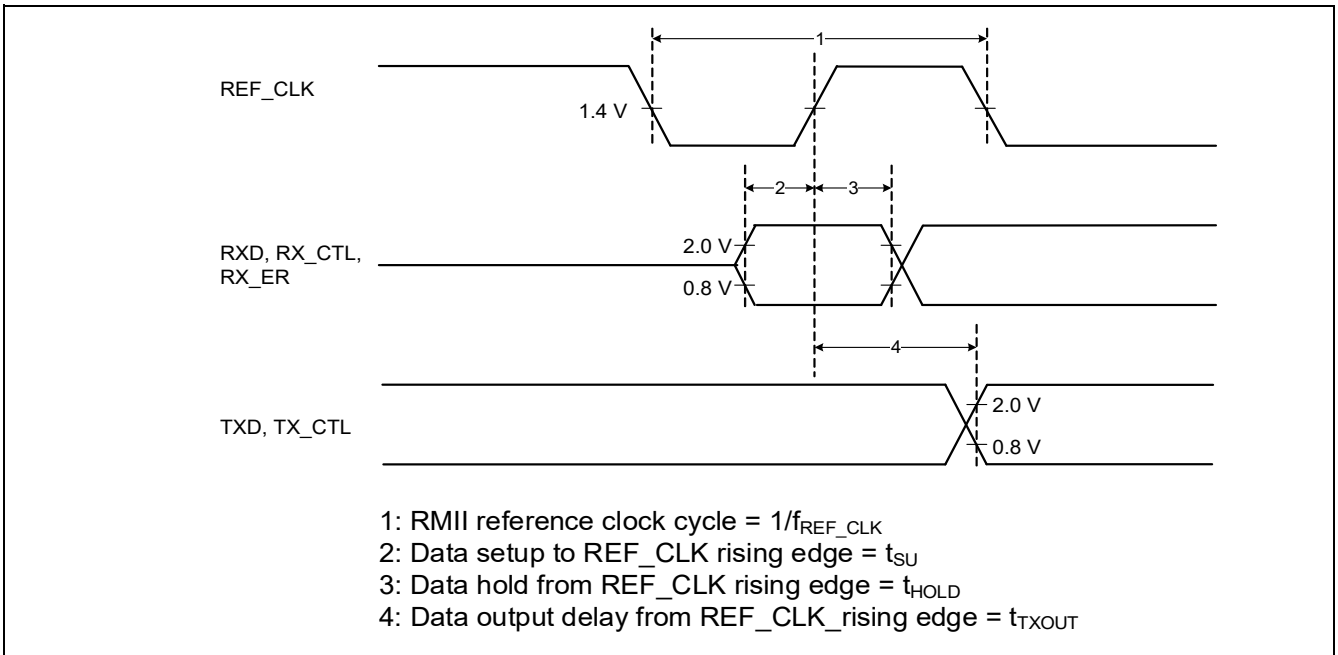 1
REF_CLK
1.4 V
2
3
RXD, RX_CTL,
RX_ER
2.0 V
0.8 V
4
TXD, TX_CTL
2.0 V
0.8 V
1: RMII reference clock cycle = 1/fREF_CLK
2: Data setup to REF_CLK rising edge = tSU
3: Data hold from REF_CLK rising edge = tHOLD
4: Data output delay from REF_CLK_rising edge = tTXOUT